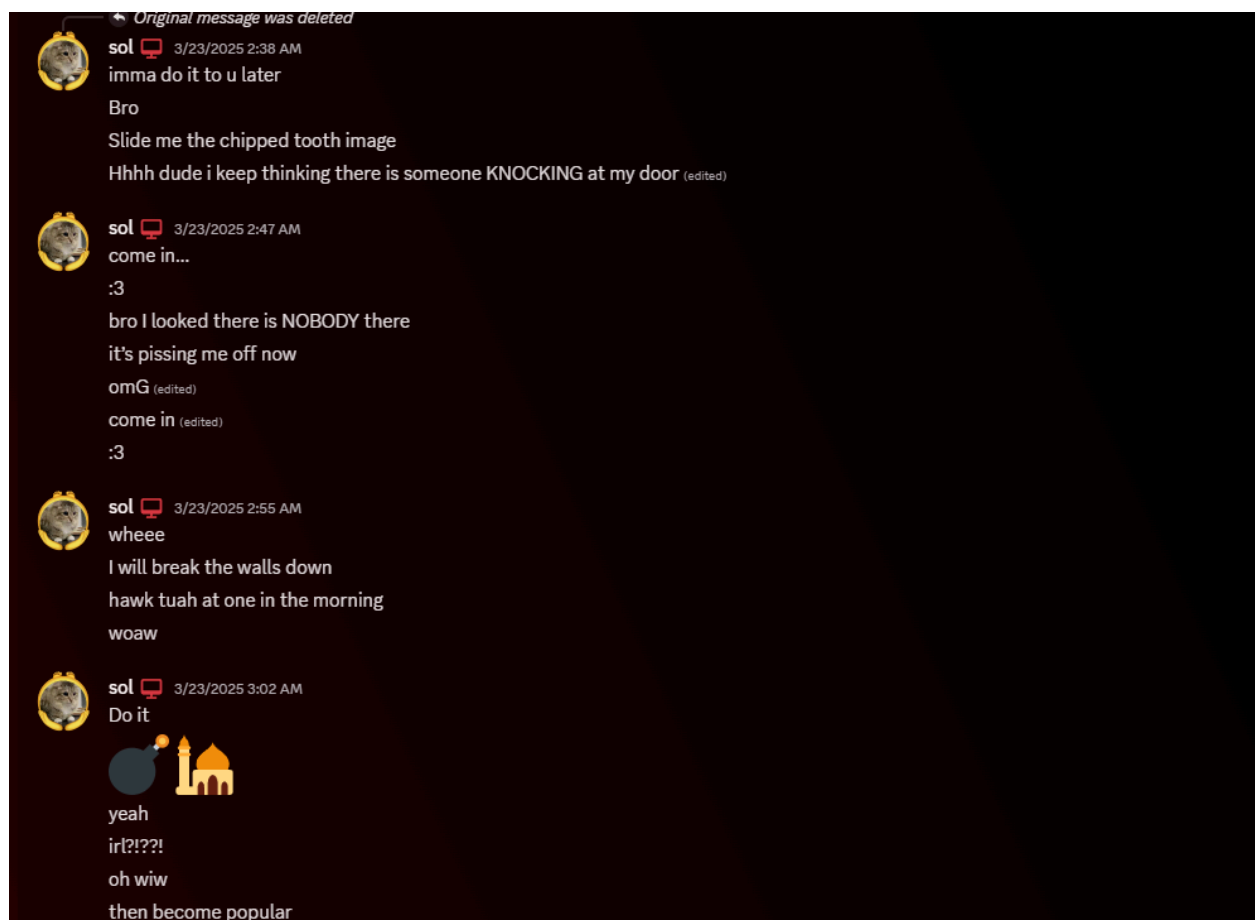 Original message was deleted
sol 3/23/2025 2:38 AM
imma do it to u later
Bro
Slide me the chipped tooth image
Hhhh dude i keep thinking there is someone KNOCKING at my door (edited)
sol 3/23/2025 2:47 AM
come in...
:3
bro I looked there is NOBODY there
it's pissing me off now
omG (edited)
come in (edited)
:3
sol 3/23/2025 2:55 AM
wheee
I will break the walls down
hawk tuah at one in the morning
woaw
sol 3/23/2025 3:02 AM
Do it
yeah
irl?!??!
oh wiw
then become popular